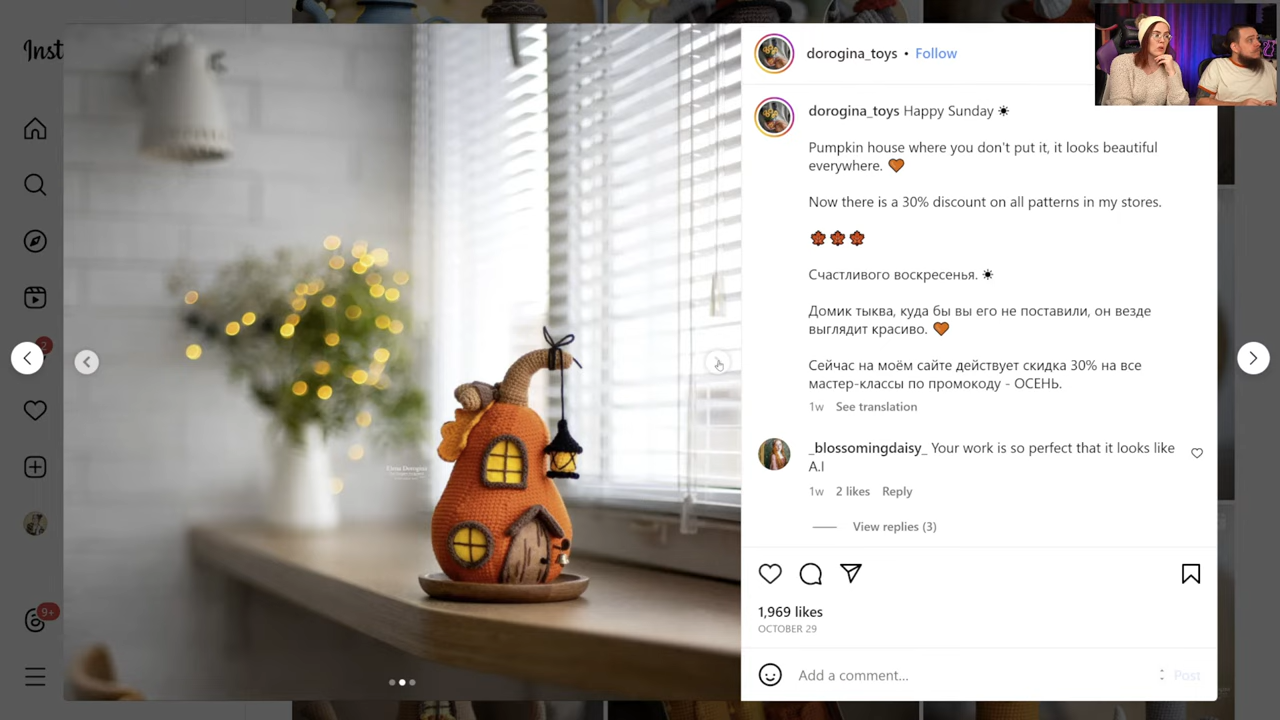 Inst
dorogina_toys • Follow
dorogina_toys Happy Sunday ☀
Pumpkin house where you don't put it, it looks beautiful
everywhere. 🧡
Now there is a 30% discount on all patterns in my stores.
🍁🍁🍁
Счастливого воскресенья. ☀
Домик тыква, куда бы вы его не поставили, он везде
выглядит красиво. 🧡
Сейчас на моём сайте действует скидка 30% на все
мастер-классы по промокоду - ОСЕНЬ.
1w See translation
_blossomingdaisy_ Your work is so perfect that it looks like
A.I
1w 2 likes Reply
View replies (3)
1,969 likes
OCTOBER 29
Add a comment...
Post
2
9+
Elena Dorogina